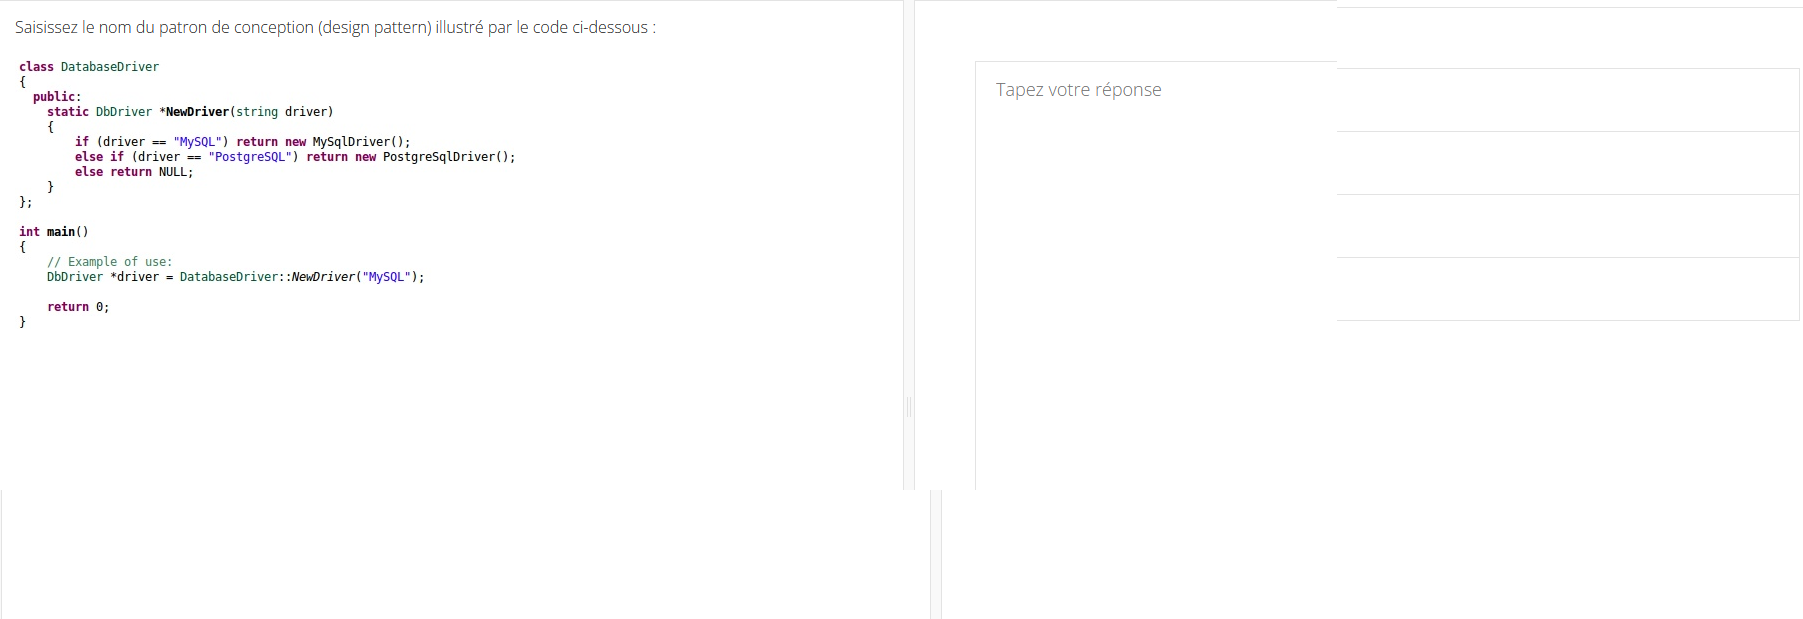 Saisissez le nom du patron de conception (design pattern) illustré par le code ci-dessous :
class DatabaseDriver
{
  public:
    static DbDriver *NewDriver(string driver)
    {
        if (driver == "MySQL") return new MySqlDriver();
        else if (driver == "PostgreSQL") return new PostgreSqlDriver();
        else return NULL;
    }
};
int main()
{
    // Example of use:
    DbDriver *driver = DatabaseDriver::NewDriver("MySQL");
    return 0;
}
Tapez votre réponse